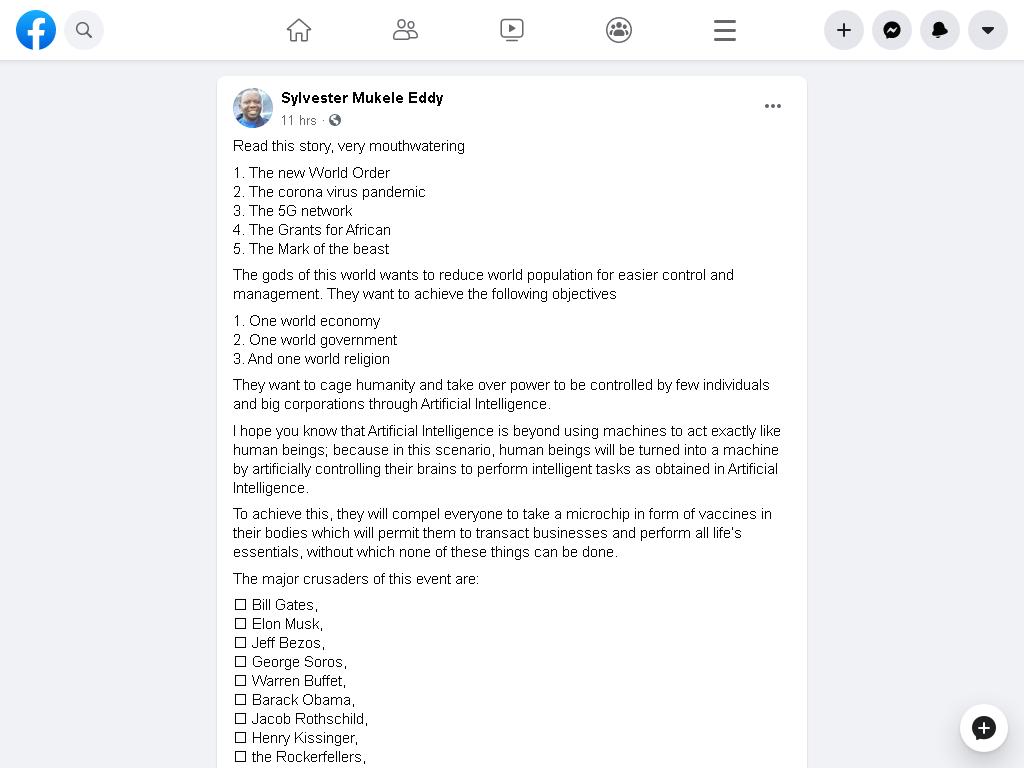 Sylvester Mukele Eddy
11 hrs ·
Read this story, very mouthwatering
1. The new World Order
2. The corona virus pandemic
3. The 5G network
4. The Grants for African
5. The Mark of the beast
The gods of this world wants to reduce world population for easier control and
management. They want to achieve the following objectives
1. One world economy
2. One world government
3. And one world religion
They want to cage humanity and take over power to be controlled by few individuals
and big corporations through Artificial Intelligence.
I hope you know that Artificial Intelligence is beyond using machines to act exactly like
human beings; because in this scenario, human beings will be turned into a machine
by artificially controlling their brains to perform intelligent tasks as obtained in Artificial
Intelligence.
To achieve this, they will compel everyone to take a microchip in form of vaccines in
their bodies which will permit them to transact businesses and perform all life's
essentials, without which none of these things can be done.
The major crusaders of this event are:
☐ Bill Gates,
☐ Elon Musk,
☐ Jeff Bezos,
☐ George Soros,
☐ Warren Buffet,
☐ Barack Obama,
☐ Jacob Rothschild,
☐ Henry Kissinger,
☐ the Rockerfellers,